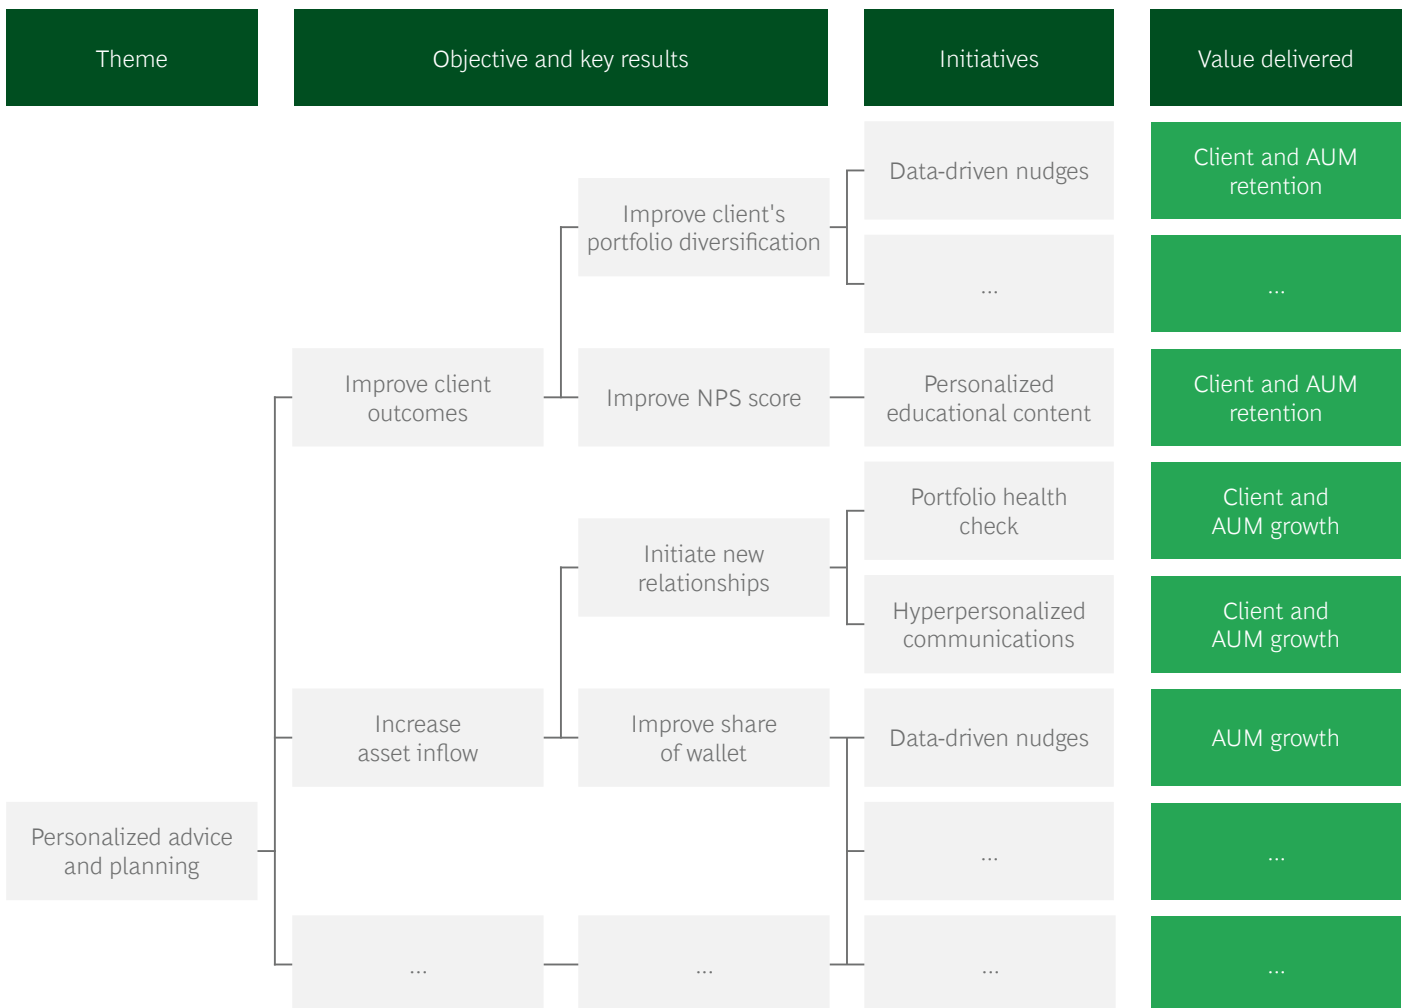 Theme
Objective and key results
Initiatives
Value delivered
Data-driven nudges
Client and AUM
retention
Improve client's
portfolio diversification
...
...
Improve client
outcomes
Improve NPS score
Personalized
educational content
Client and AUM
retention
Portfolio health
check
Client and
AUM growth
Initiate new
relationships
Hyperpersonalized
communications
Client and
AUM growth
Increase
asset inflow
Improve share
of wallet
Data-driven nudges
AUM growth
Personalized advice
and planning
...
...
...
...
...
...